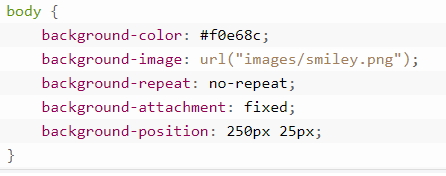 body {
    background-color: #f0e68c;
    background-image: url("images/smiley.png");
    background-repeat: no-repeat;
    background-attachment: fixed;
    background-position: 250px 25px;
}